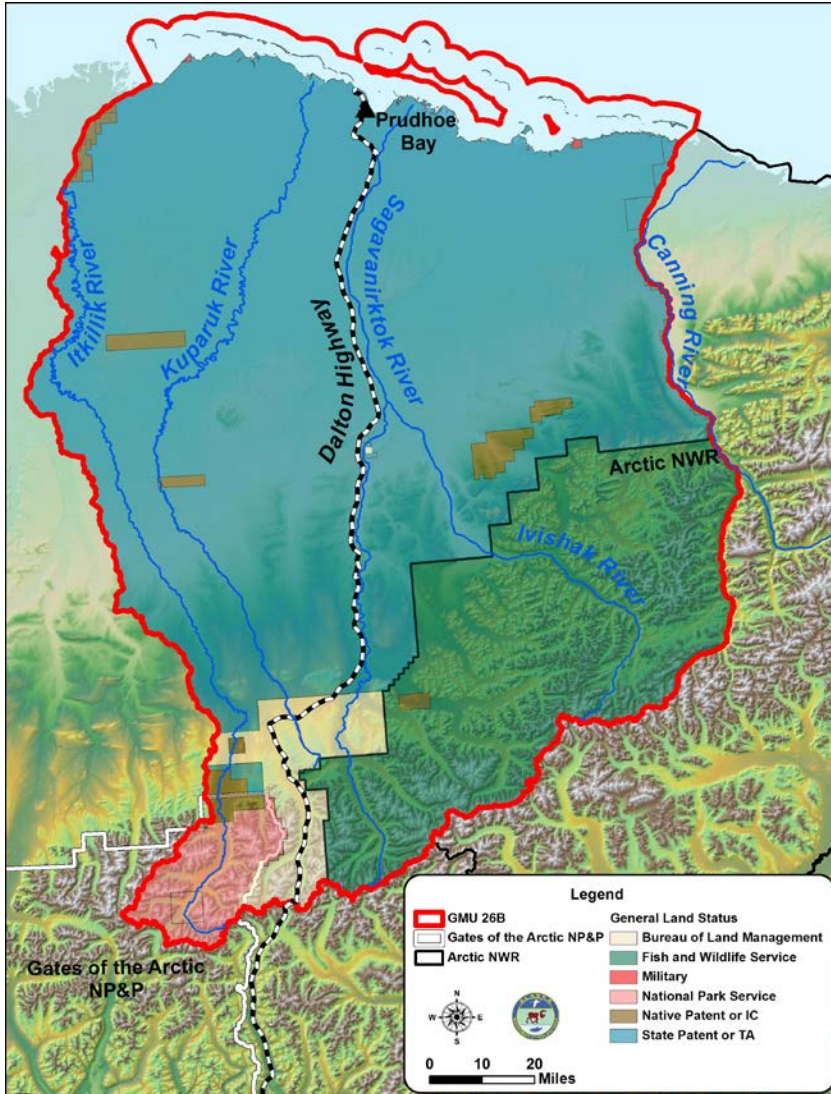 Prudhoe
Bay
Itkillik River
Kuparuk River
Dalton Highway
Sagavanirktok River
Canning River
Arctic NWR
Ivishak River
Gates of the Arctic
NP&P
Legend
GMU 26B
Gates of the Arctic NP&P
Arctic NWR
General Land Status
Bureau of Land Management
Fish and Wildlife Service
Military
National Park Service
Native Patent or IC
State Patent or TA
N
W
E
S
0 10 20
Miles